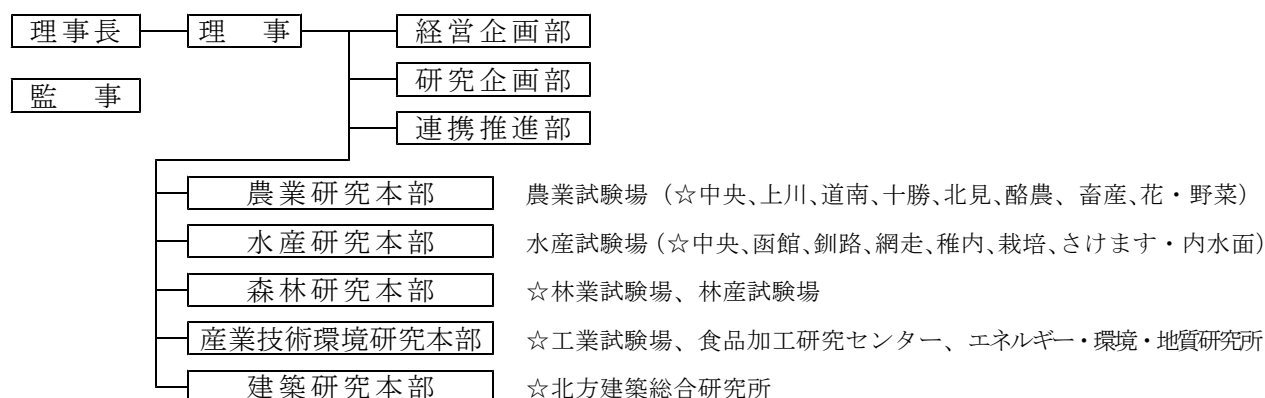 理事長 理　事 経営企画部
研究企画部
監　事
連携推進部
農業研究本部 農業試験場（☆中央、上川、道南、十勝、北見、酪農、畜産、花・野菜）
水産研究本部 水産試験場（☆中央、函館、釧路、網走、稚内、栽培、さけます・内水面）
森林研究本部 ☆林業試験場、林産試験場
産業技術環境研究本部 ☆工業試験場、食品加工研究センター、エネルギー・環境・地質研究所
建築研究本部 ☆北方建築総合研究所